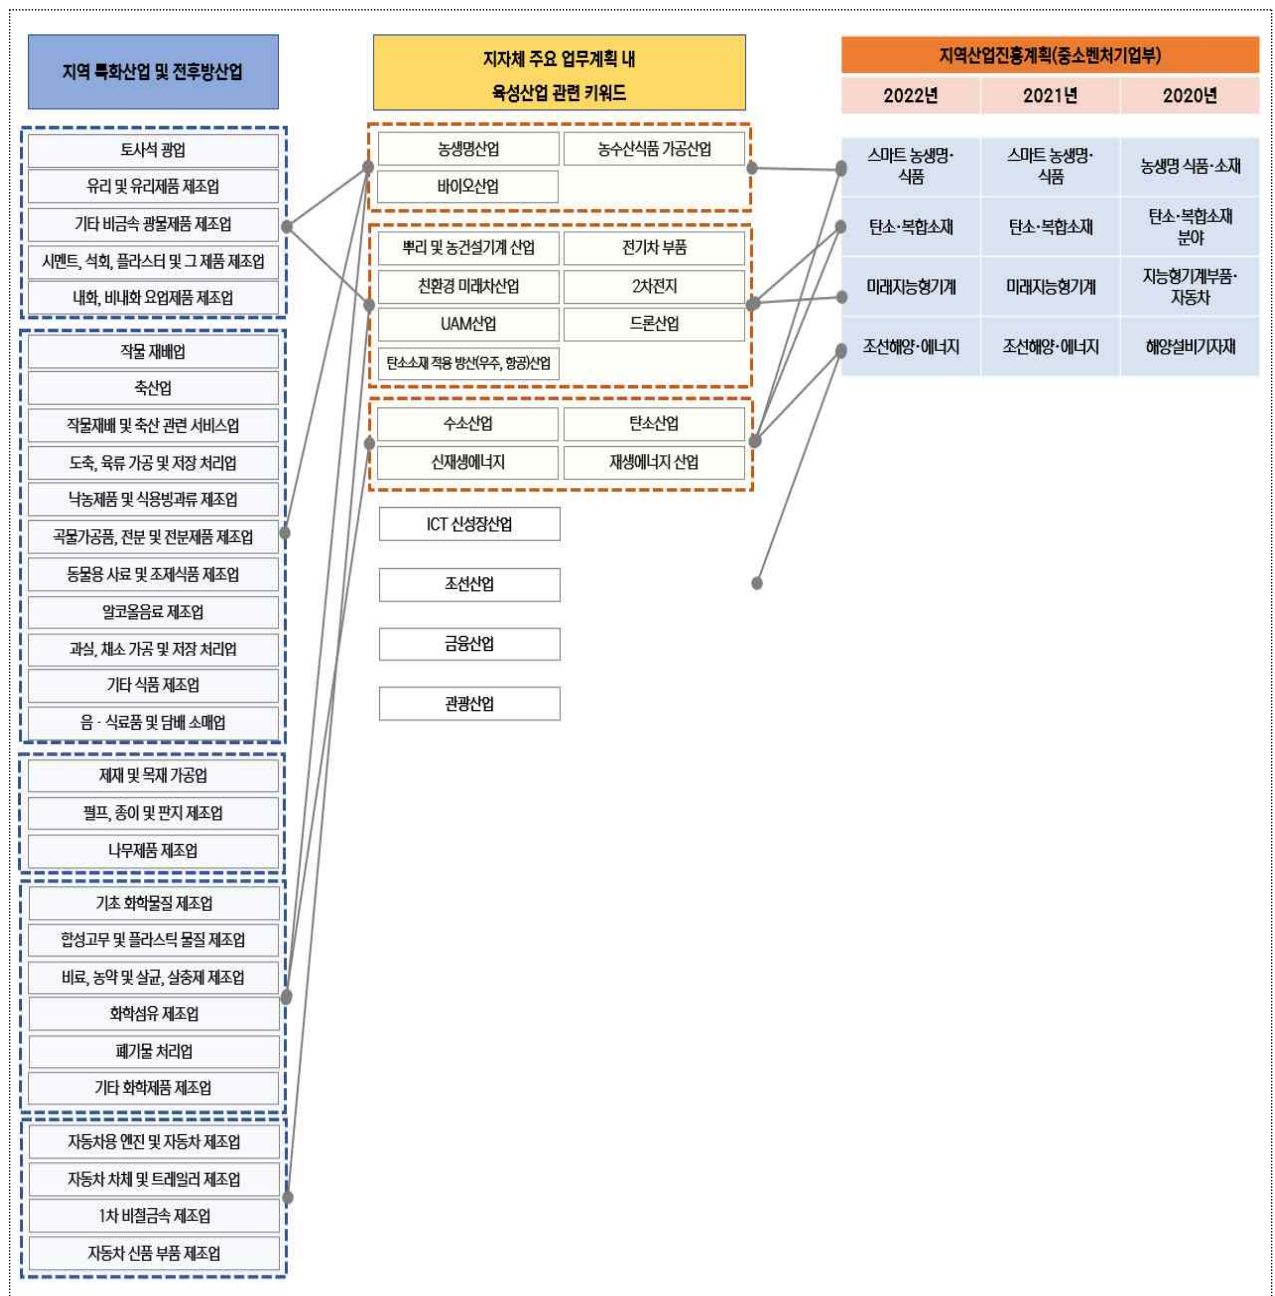 지역 특화산업 및 전후방산업
토사석 광업
유리 및 유리제품 제조업
기타 비금속 광물제품 제조업
시멘트, 석회, 플라스터 및 그 제품 제조업
내화, 비내화 요업제품 제조업
작물 재배업
축산업
작물재배 및 축산 관련 서비스업
도축, 육류 가공 및 저장 처리업
낙농제품 및 식용빙과류 제조업
곡물가공품, 전분 및 전분제품 제조업
동물용 사료 및 조제식품 제조업
알코올음료 제조업
과실, 채소 가공 및 저장 처리업
기타 식품 제조업
음 · 식료품 및 담배 소매업
제재 및 목재 가공업
펄프, 종이 및 판지 제조업
나무제품 제조업
기초 화학물질 제조업
합성고무 및 플라스틱 물질 제조업
비료, 농약 및 살균, 살충제 제조업
화학섬유 제조업
폐기물 처리업
기타 화학제품 제조업
자동차용 엔진 및 자동차 제조업
자동차 차체 및 트레일러 제조업
1차 비철금속 제조업
자동차 신품 부품 제조업
지자체 주요 업무계획 내
육성산업 관련 키워드
농생명산업 농수산식품 가공산업
바이오산업
뿌리 및 농건설기계 산업 전기차 부품
친환경 미래차산업 2차전지
UAM산업 드론산업
탄소소재 적용 방산(우주, 항공)산업
수소산업 탄소산업
신재생에너지 재생에너지 산업
ICT 신성장산업
조선산업
금융산업
관광산업
지역산업진흥계획(중소벤처기업부)
2022년 2021년 2020년
스마트 농생명· 스마트 농생명· 농생명 식품·소재
식품 식품
탄소·복합소재 탄소·복합소재 탄소·복합소재
분야
미래지능형기계 미래지능형기계 지능형기계부품·
자동차
조선해양·에너지 조선해양·에너지 해양설비기자재